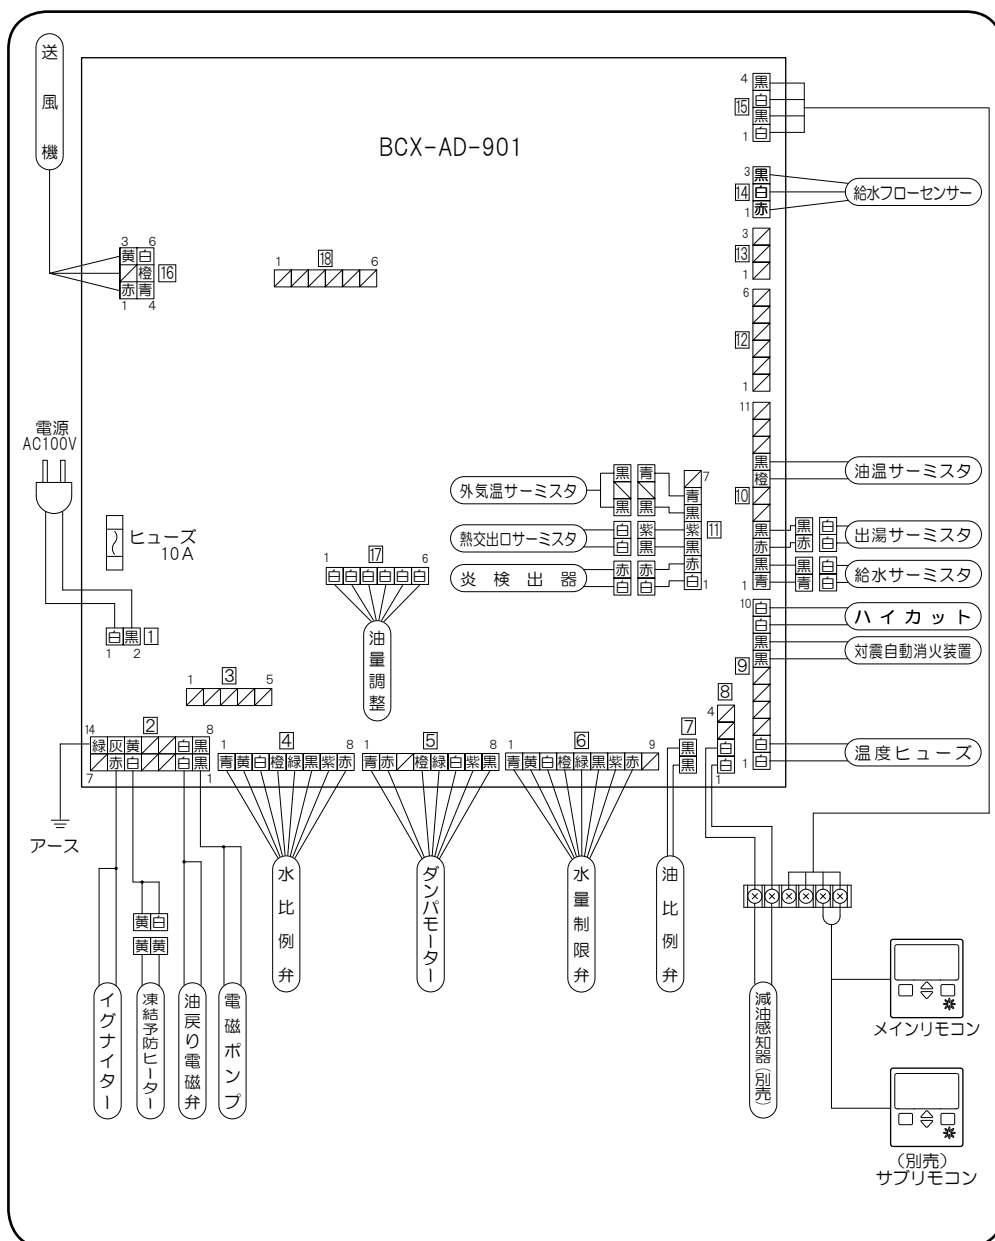 送風機
BCX-AD-901
4 黒
白
15 黒
1 白
3 黒
14 白
1 赤
給水フローセンサー
3
13
1
3 6
黄 白
橙 16
赤 青
1 4
1 18 6
6
12
1
電源
AC100V
ヒューズ
10A
11
黒
橙
10
黒
赤
黒
1 青
油温サーミスタ
黒 白
赤 白
出湯サーミスタ
黒 白
青 白
給水サーミスタ
外気温サーミスタ
黒 青
黒 黒
熱交出口サーミスタ
白 紫
白 黒
炎検出器
赤 赤
白 白
7
青
黒
紫 11
黒
赤
白 1
1 17 6
白 白 白 白 白 白
油量調整
白 黒 1
1 2
10 白
白
黒
黒
9
白
1 白
ハイカット
対震自動消火装置
温度ヒューズ
1 3 5
14 2 8
緑 灰 黄 白 黒
赤 白 白 黒
7 1
1 4 8
青 黄 白 橙 緑 黒 紫 赤
1 5 8
青 赤 橙 緑 白 紫 黒
1 6 9
青 黄 白 橙 緑 黒 紫 赤
7
黒
黒
8
4
白
白
1
アース
黄 白
黄 黄
イグナイター
凍結予防ヒーター
油戻り電磁弁
電磁ポンプ
水比例弁
ダンパモーター
水量制限弁
油比例弁
減油感知器(別売)
メインリモコン
(別売)
サブリモコン